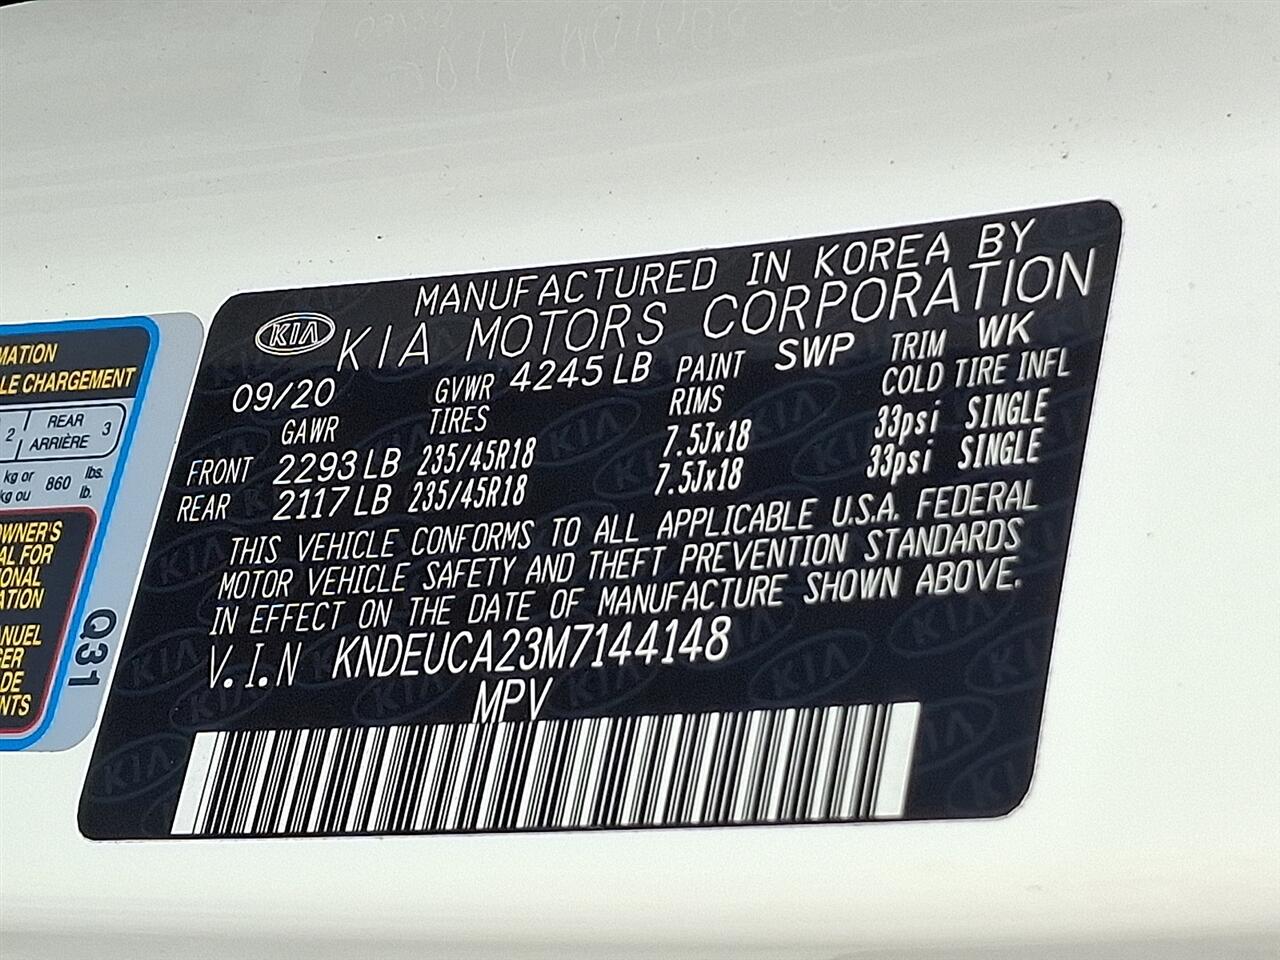 MANUFACTURED IN KOREA BY
KIA KIA MOTORS CORPORATION
09/20 GVWR 4245 LB PAINT SWP TRIM WK
GAWR TIRES RIMS COLD TIRE INFL
FRONT 2293 LB 235/45R18 7.5Jx18 33psi SINGLE
REAR 2117 LB 235/45R18 7.5Jx18 33psi SINGLE
THIS VEHICLE CONFORMS TO ALL APPLICABLE U.S.A. FEDERAL
MOTOR VEHICLE SAFETY AND THEFT PREVENTION STANDARDS
IN EFFECT ON THE DATE OF MANUFACTURE SHOWN ABOVE.
V.I.N KNDEUCA23M7144148
MPV
MATION
LE CHARGEMENT
2 REAR 3
ARRIÈRE
kg or 860 lbs.
kg ou lb.
OWNER'S
AL FOR
IONAL
ATION
ANUEL
GER
DE
NTS
Q31